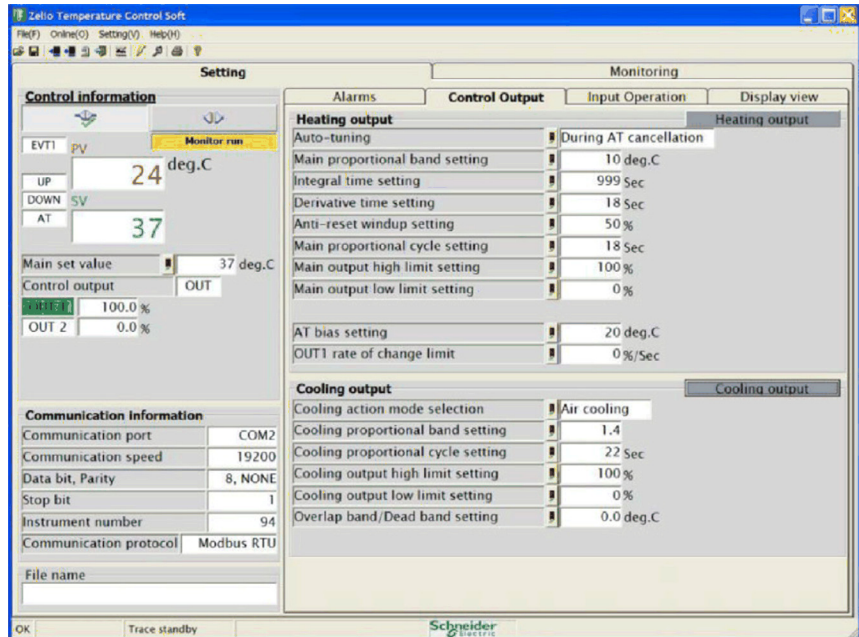 Zelio Temperature Control Soft
File(F) Online(O) Setting(V) Help(H)
Setting
Monitoring
Control information
Monitor run
EVT1
PV
24 deg.C
UP
DOWN
SV
AT
37
Main set value 37 deg.C
Control output OUT
100.0 %
OUT 2 0.0 %
Communication information
Communication port COM2
Communication speed 19200
Data bit, Parity 8, NONE
Stop bit 1
Instrument number 94
Communication protocol Modbus RTU
File name
Alarms Control Output Input Operation Display view
Heating output Heating output
Auto-tuning During AT cancellation
Main proportional band setting 10 deg.C
Integral time setting 999 Sec
Derivative time setting 18 Sec
Anti-reset windup setting 50 %
Main proportional cycle setting 18 Sec
Main output high limit setting 100 %
Main output low limit setting 0 %
AT bias setting 20 deg.C
OUT1 rate of change limit 0 %/Sec
Cooling output Cooling output
Cooling action mode selection Air cooling
Cooling proportional band setting 1.4
Cooling proportional cycle setting 22 Sec
Cooling output high limit setting 100 %
Cooling output low limit setting 0 %
Overlap band/Dead band setting 0.0 deg.C
OK Trace standby Schneider Electric